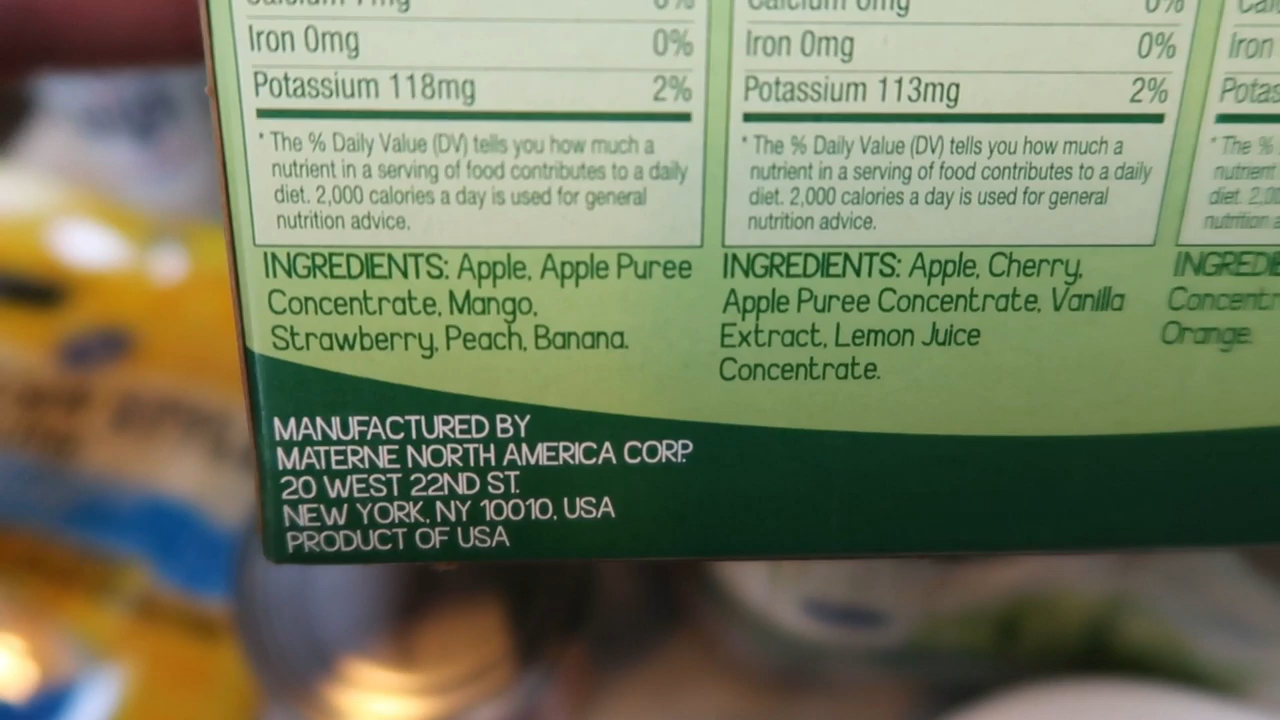 Iron 0mg 0%
Potassium 118mg 2%
* The % Daily Value (DV) tells you how much a
nutrient in a serving of food contributes to a daily
diet. 2,000 calories a day is used for general
nutrition advice.
INGREDIENTS: Apple, Apple Puree
Concentrate, Mango,
Strawberry, Peach, Banana.
Calcium 6mg 0%
Iron 0mg 0%
Potassium 113mg 2%
* The % Daily Value (DV) tells you how much a
nutrient in a serving of food contributes to a daily
diet. 2,000 calories a day is used for general
nutrition advice.
INGREDIENTS: Apple, Cherry,
Apple Puree Concentrate, Vanilla
Extract, Lemon Juice
Concentrate.
Iron
* The %
nutrient
nutrition
Orange.
MANUFACTURED BY
MATERNE NORTH AMERICA CORP.
20 WEST 22ND ST.
NEW YORK, NY 10010, USA
PRODUCT OF USA